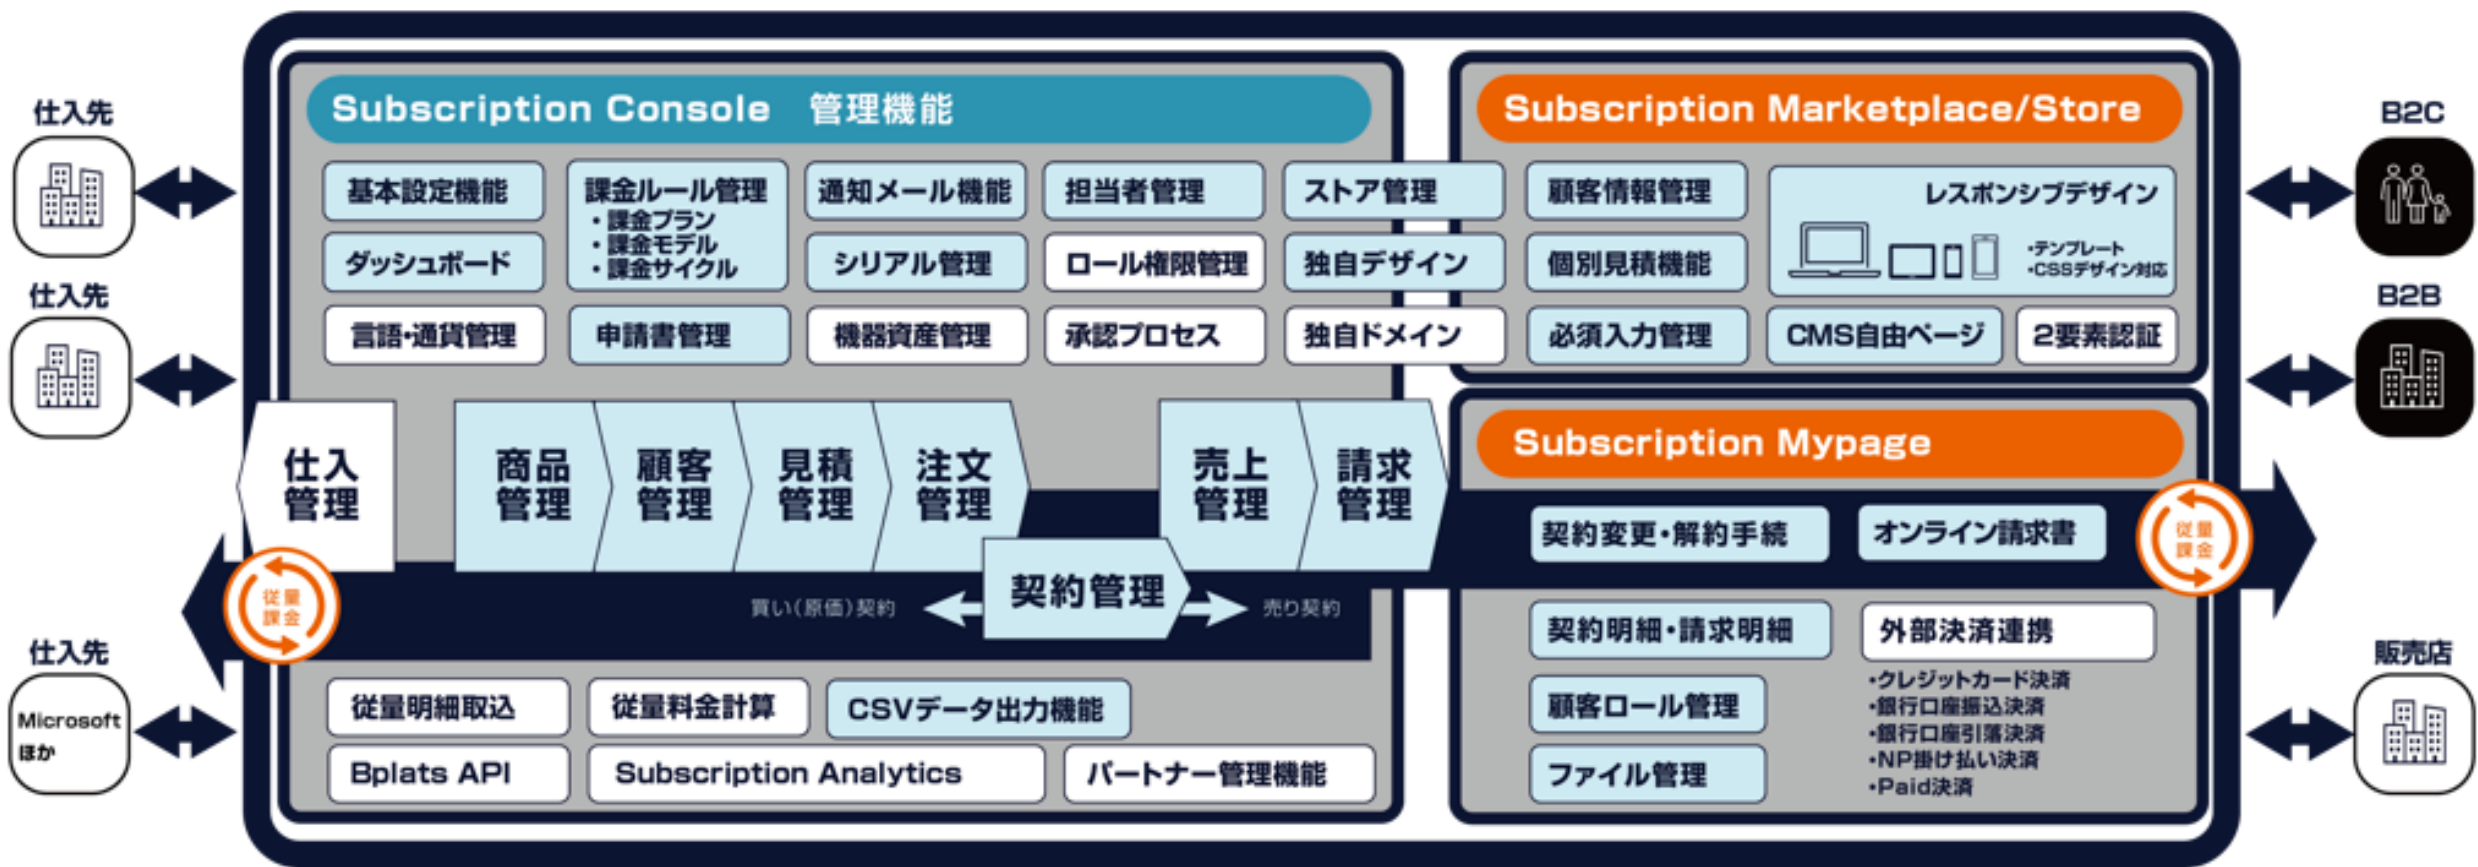 仕入先
仕入先
仕入先
Microsoft
ほか
Subscription Console 管理機能
基本設定機能
課金ルール管理
・課金プラン
・課金モデル
・課金サイクル
通知メール機能
担当者管理
ストア管理
ダッシュボード
シリアル管理
ロール権限管理
独自デザイン
言語・通貨管理
申請書管理
機器資産管理
承認プロセス
独自ドメイン
仕入
管理
商品
管理
顧客
管理
見積
管理
注文
管理
売上
管理
請求
管理
従量
課金
買い(原価)契約
契約管理
売り契約
従量明細取込
従量料金計算
CSVデータ出力機能
Bplats API
Subscription Analytics
パートナー管理機能
Subscription Marketplace/Store
顧客情報管理
レスポンシブデザイン
・テンプレート
・CSSデザイン対応
個別見積機能
必須入力管理
CMS自由ページ
2要素認証
Subscription Mypage
契約変更・解約手続
オンライン請求書
従量
課金
契約明細・請求明細
外部決済連携
・クレジットカード決済
・銀行口座振込決済
・銀行口座引落決済
・NP掛け払い決済
・Paid決済
顧客ロール管理
ファイル管理
B2C
B2B
販売店